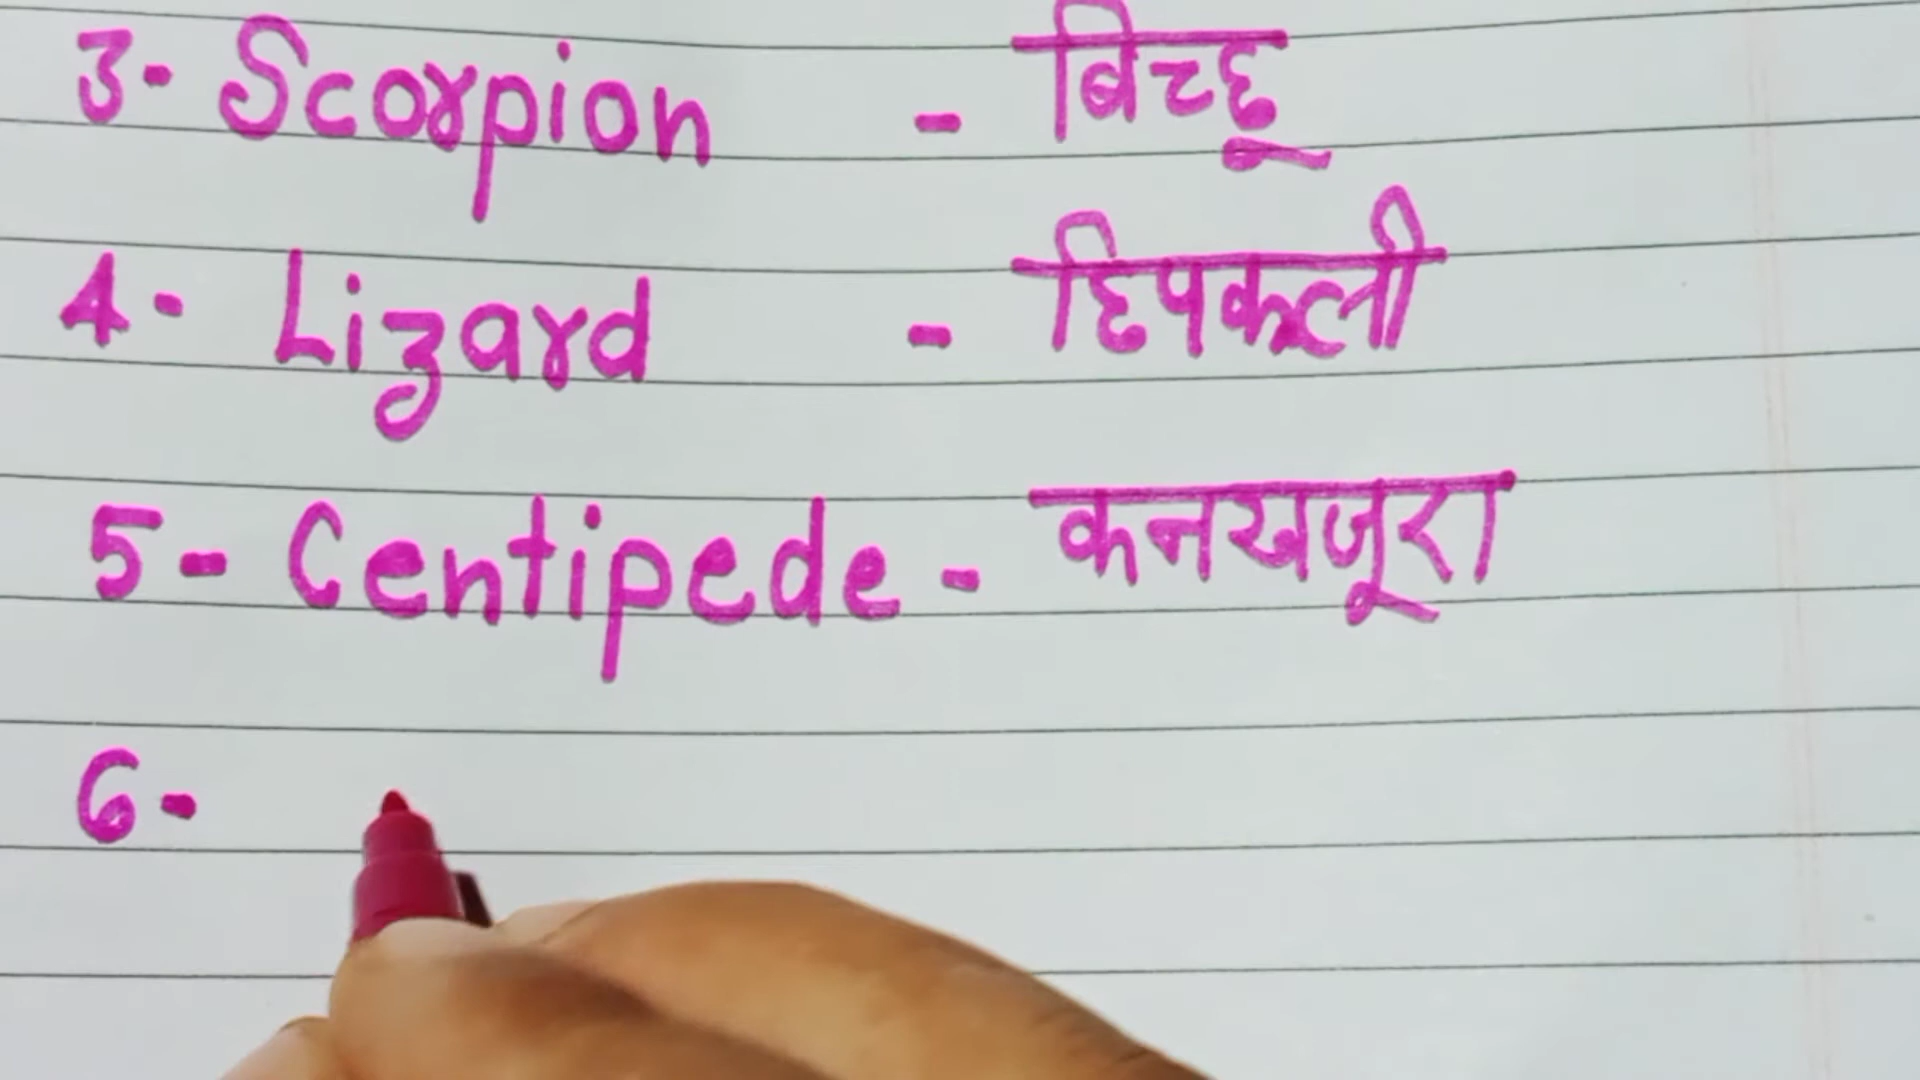 3- Scorpion - बिच्छू
4- Lizard - छिपकली
5- Centipede - कनखजूरा
6-